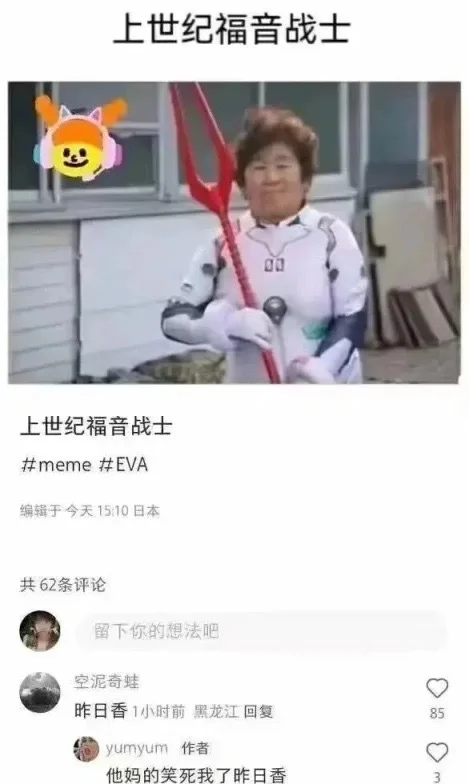 上世纪福音战士
上世纪福音战士
#meme #EVA
编辑于 今天 15:10 日本
共 62条评论
留下你的想法吧
空泥奇蛙
昨日香 1小时前 黑龙江 回复
85
yumyum 作者
他妈的笑死我了昨日香
3